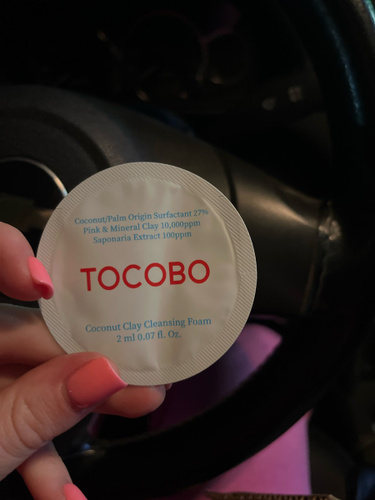 Coconut/Palm Origin Surfactant 27%
Pink & Mineral Clay 10,000ppm
Saponaria Extract 100ppm
TOCOBO
Coconut Clay Cleansing Foam
2 ml 0.07 fl. Oz.